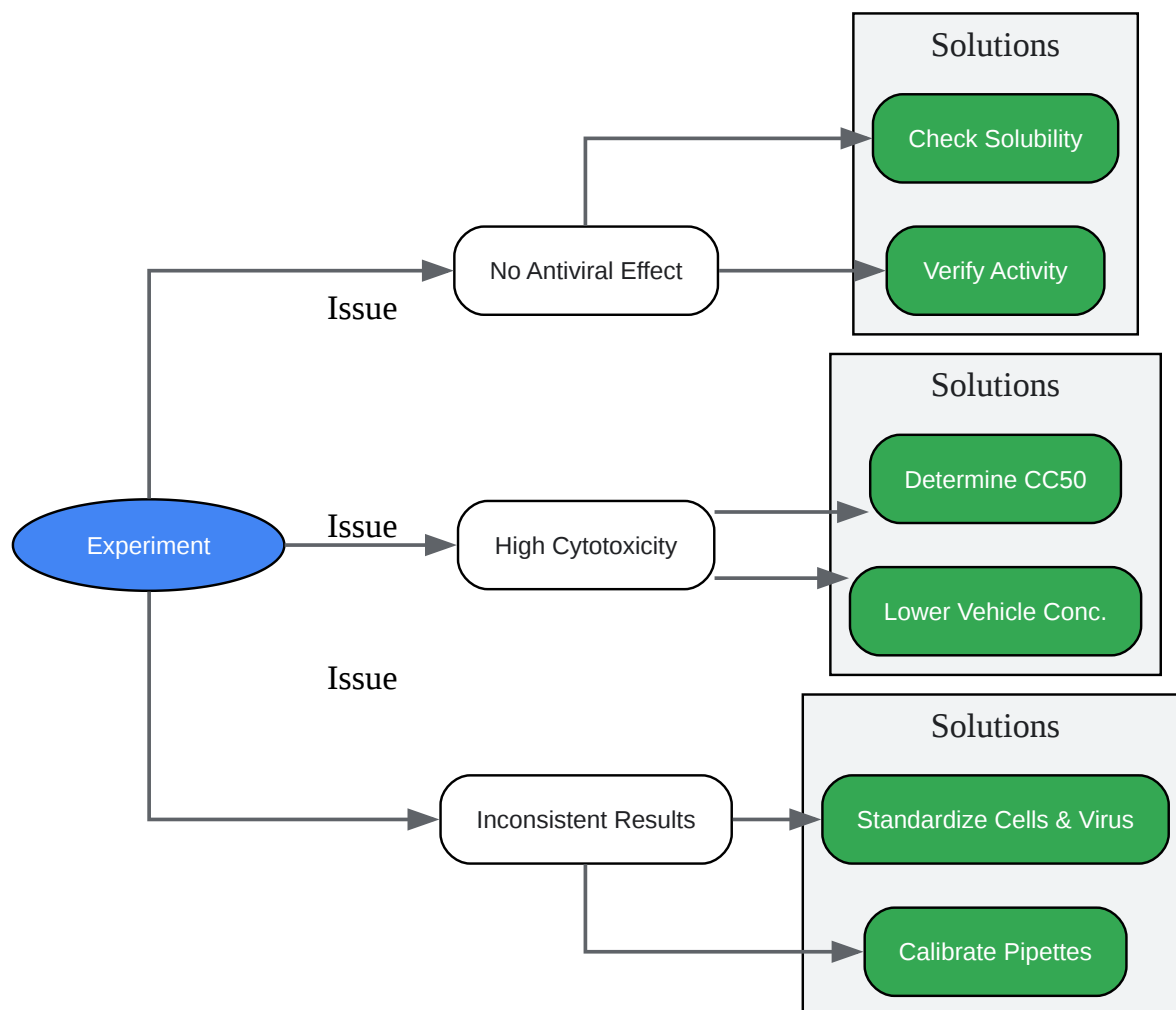 Solutions
Check Solubility
No Antiviral Effect
Verify Activity
Issue
Solutions
Determine CC50
Experiment
Issue
High Cytotoxicity
Lower Vehicle Conc.
Issue
Solutions
Inconsistent Results
Standardize Cells & Virus
Calibrate Pipettes